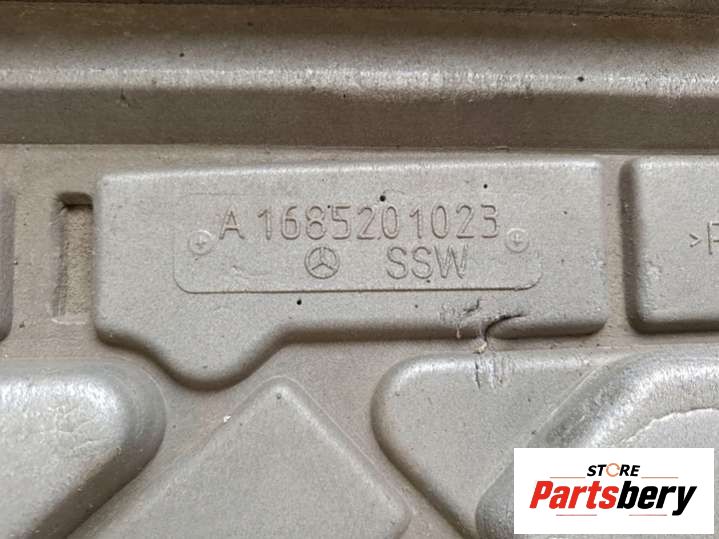 A 1685201023
SSW
>P
STORE
Partsbery